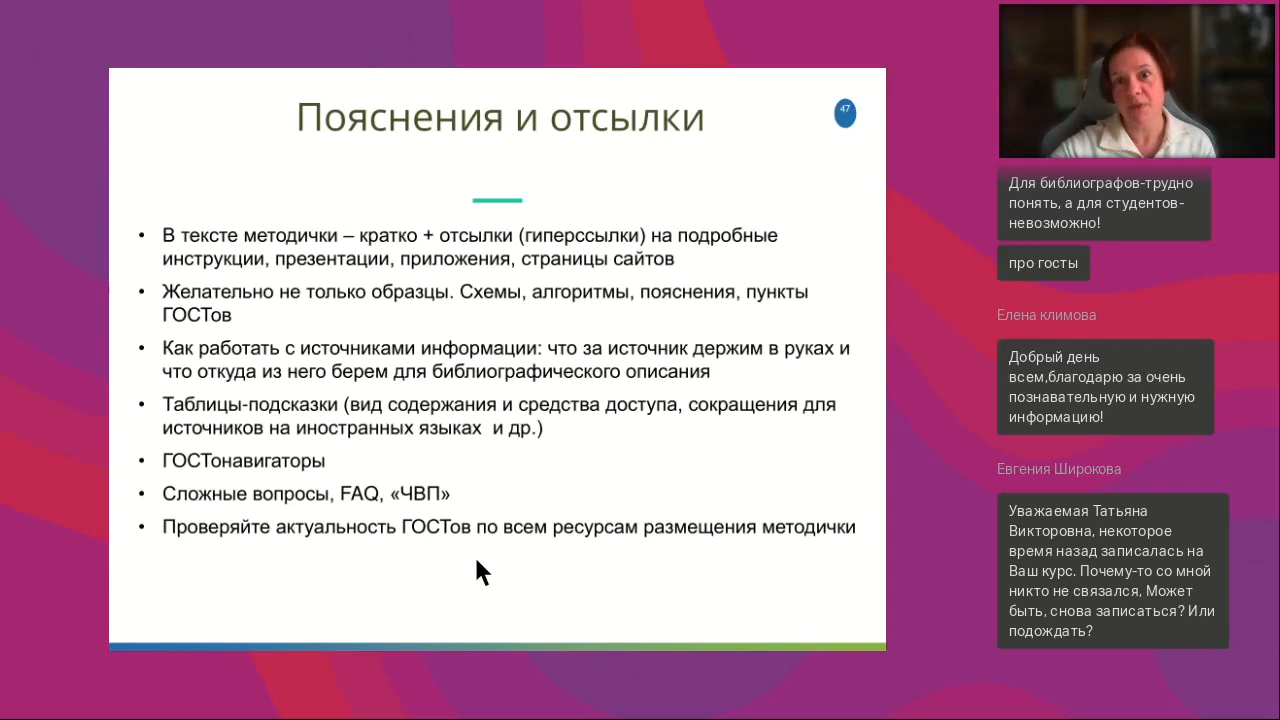 Пояснения и отсылки
47
• В тексте методички – кратко + отсылки (гиперссылки) на подробные
инструкции, презентации, приложения, страницы сайтов
• Желательно не только образцы. Схемы, алгоритмы, пояснения, пункты
ГОСТов
• Как работать с источниками информации: что за источник держим в руках и
что откуда из него берем для библиографического описания
• Таблицы-подсказки (вид содержания и средства доступа, сокращения для
источников на иностранных языках и др.)
• ГОСТонавигаторы
• Сложные вопросы, FAQ, «ЧВП»
• Проверяйте актуальность ГОСТов по всем ресурсам размещения методички
Для библиографов-трудно
понять, а для студентов-
невозможно!
про госты
Елена климова
Добрый день
всем,благодарю за очень
познавательную и нужную
информацию!
Евгения Широкова
Уважаемая Татьяна
Викторовна, некоторое
время назад записалась на
Ваш курс. Почему-то со мной
никто не связался, Может
быть, снова записаться? Или
подождать?